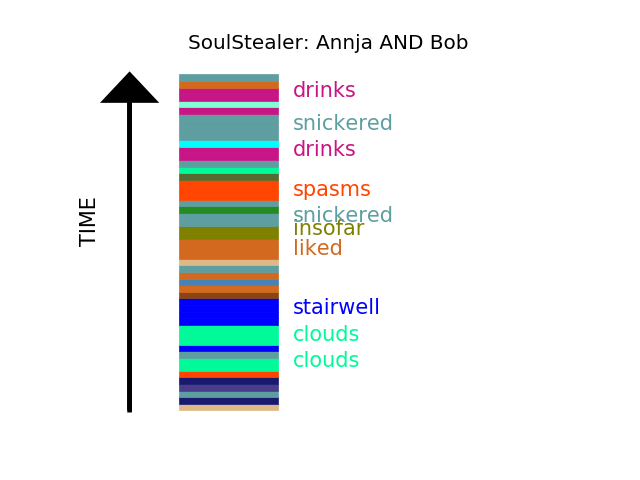 SoulStealer: Annja AND Bob
drinks
snickered
drinks
spasms
snickered
insofar
liked
stairwell
clouds
clouds
TIME